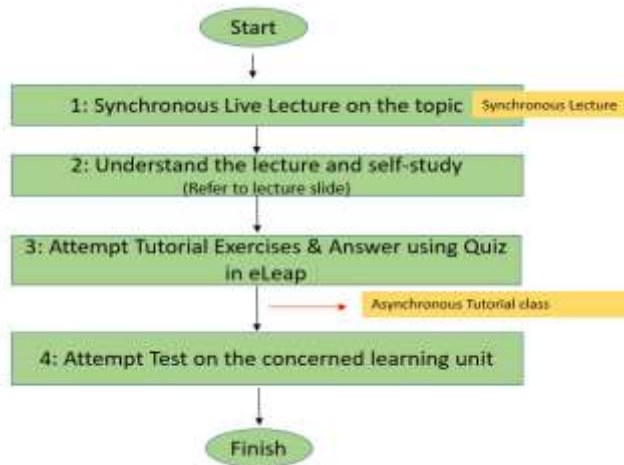 Start
1: Synchronous Live Lecture on the topic
Synchronous Lecture
2: Understand the lecture and self-study
(Refer to lecture slide)
3: Attempt Tutorial Exercises & Answer using Quiz
in eLeap
Asynchronous Tutorial class
4: Attempt Test on the concerned learning unit
Finish